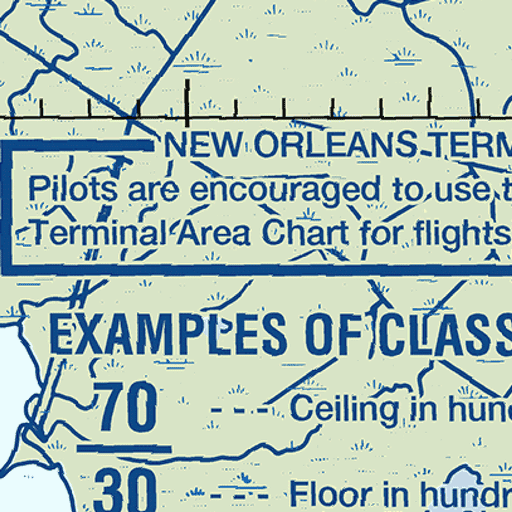 NEW ORLEANS TERM
Pilots are encouraged to use t
Terminal Area Chart for flights
EXAMPLES OF CLASS
70 --- Ceiling in hun
30 --- Floor in hundr